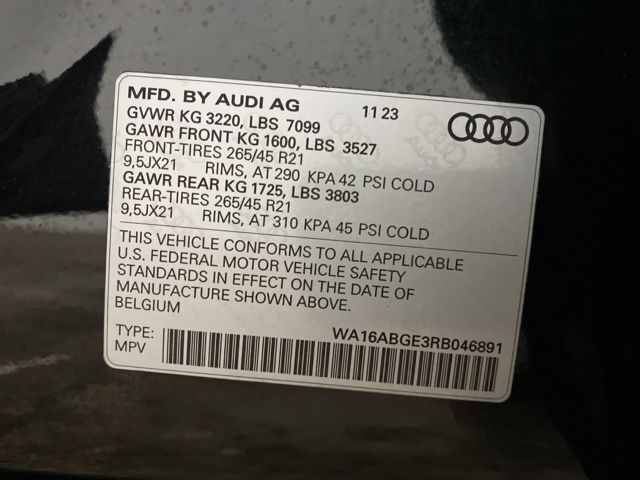 MFD. BY AUDI AG 11 23
GVWR KG 3220, LBS 7099
GAWR FRONT KG 1600, LBS 3527
FRONT-TIRES 265/45 R21
9,5JX21 RIMS, AT 290 KPA 42 PSI COLD
GAWR REAR KG 1725, LBS 3803
REAR-TIRES 265/45 R21
9,5JX21 RIMS, AT 310 KPA 45 PSI COLD
THIS VEHICLE CONFORMS TO ALL APPLICABLE
U.S. FEDERAL MOTOR VEHICLE SAFETY
STANDARDS IN EFFECT ON THE DATE OF
MANUFACTURE SHOWN ABOVE.
BELGIUM
TYPE: WA16ABGE3RB046891
MPV